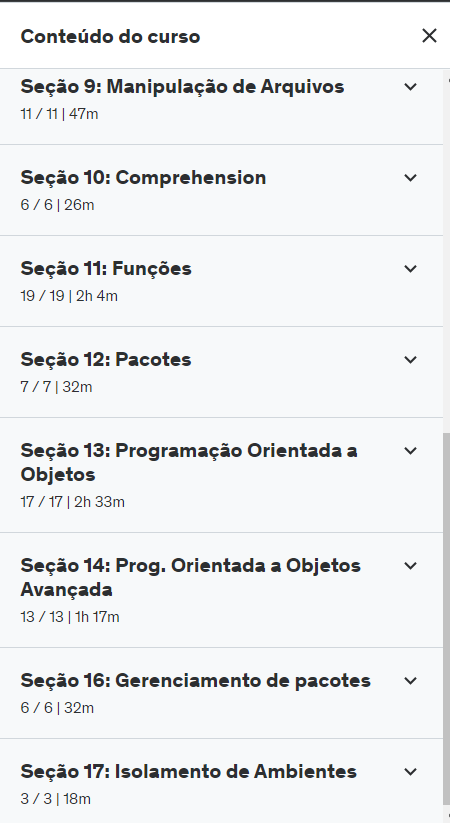 Conteúdo do curso
Seção 9: Manipulação de Arquivos
11 / 11 | 47m
Seção 10: Comprehension
6 / 6 | 26m
Seção 11: Funções
19 / 19 | 2h 4m
Seção 12: Pacotes
7 / 7 | 32m
Seção 13: Programação Orientada a
Objetos
17 / 17 | 2h 33m
Seção 14: Prog. Orientada a Objetos
Avançada
13 / 13 | 1h 17m
Seção 16: Gerenciamento de pacotes
6 / 6 | 32m
Seção 17: Isolamento de Ambientes
3 / 3 | 18m